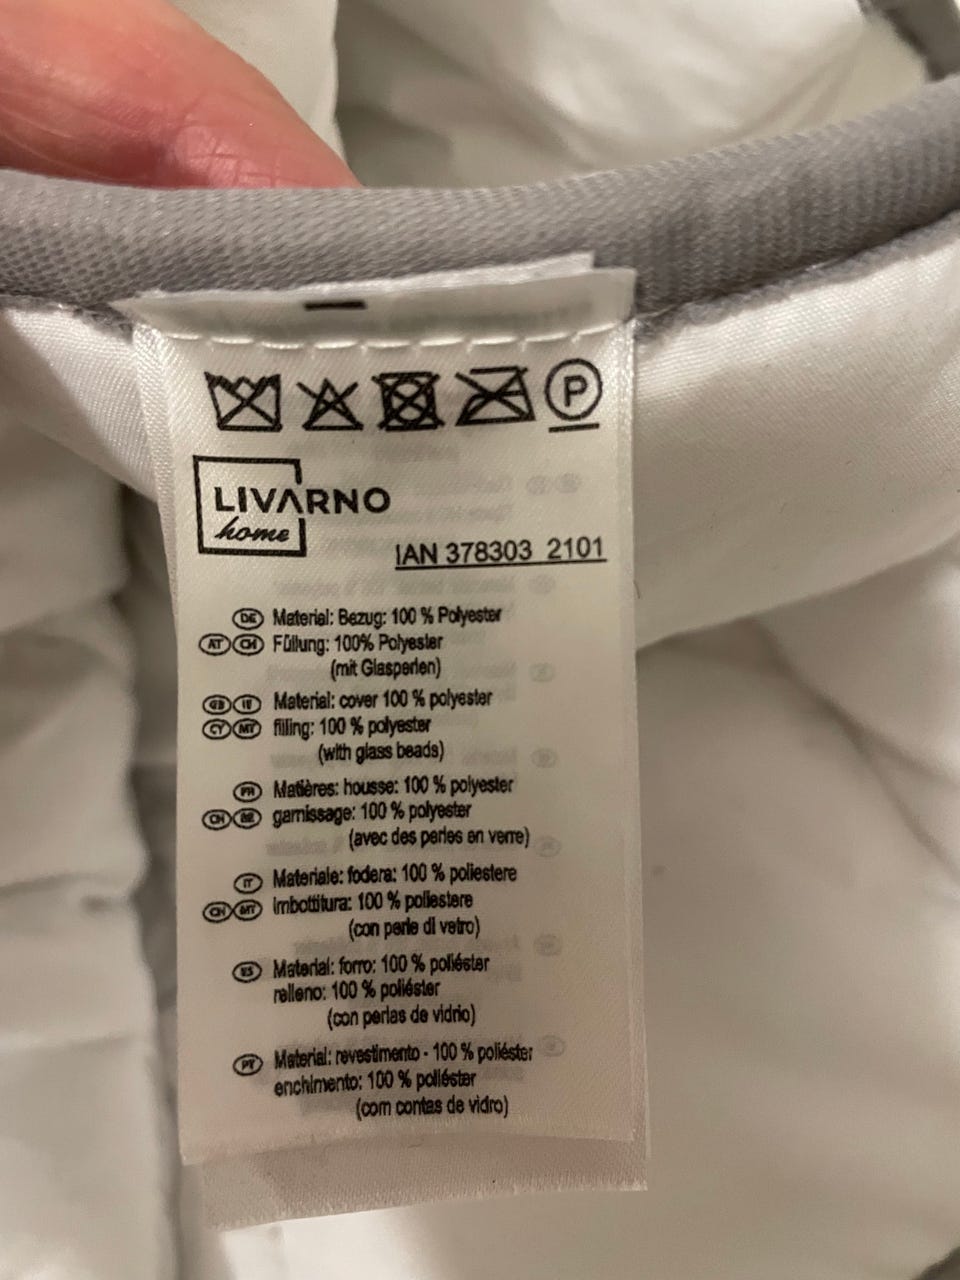 P
LIVARNO
home
IAN 378303 2101
DE Material: Bezug: 100 % Polyester
AT CH Füllung: 100% Polyester
(mit Glasperlen)
GB IE Material: cover 100 % polyester
CY MT filling: 100 % polyester
(with glass beads)
FR Matières: housse: 100 % polyester
CH BE garnissage: 100 % polyester
(avec des perles en verre)
IT Materiale: fodera: 100 % poliestere
CH MT imbottitura: 100 % poliestere
(con perle di vetro)
ES Material: forro: 100 % poliéster
relleno: 100 % poliéster
(con perlas de vidrio)
PT Material: revestimento - 100 % poliéster
enchimento: 100 % poliéster
(com contas de vidro)